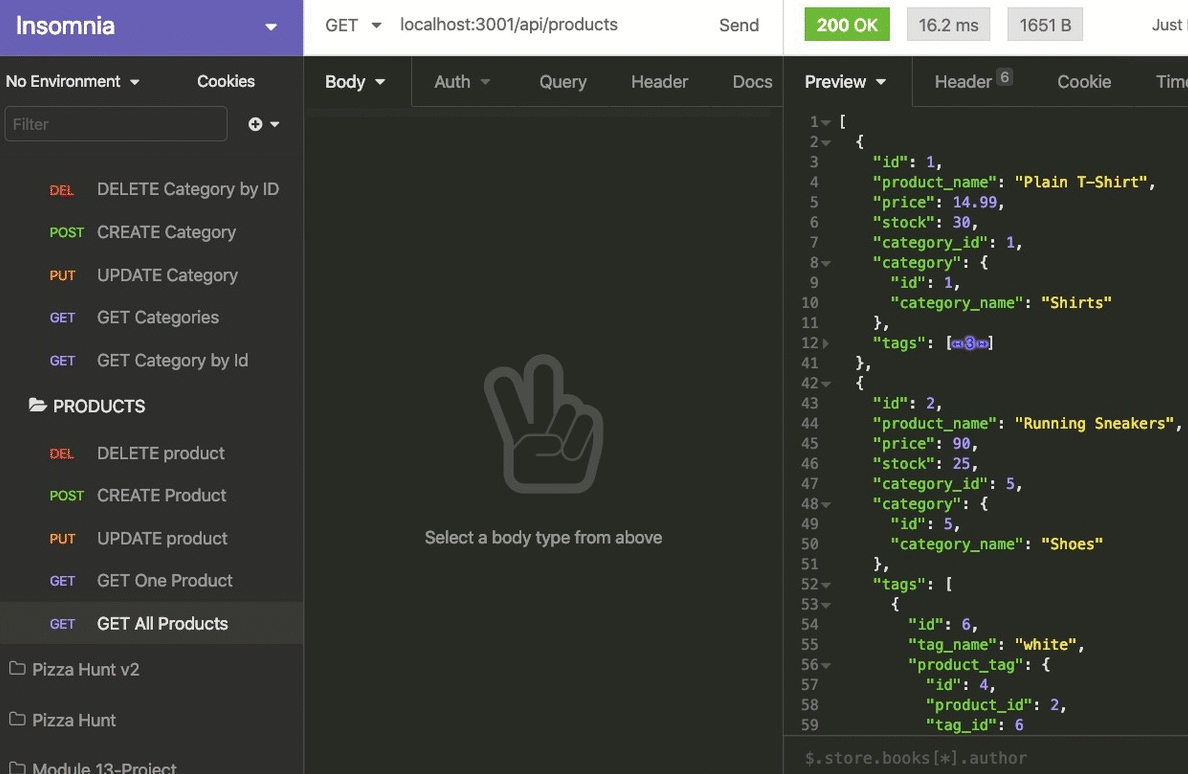 Insomnia
GET localhost:3001/api/products Send
200 OK 16.2 ms 1651 B Just
No Environment Cookies
Body Auth Query Header Docs
Preview Header 6 Cookie
Filter
DEL DELETE Category by ID
POST CREATE Category
PUT UPDATE Category
GET GET Categories
GET GET Category by Id
PRODUCTS
DEL DELETE product
POST CREATE Product
PUT UPDATE product
GET GET One Product
GET GET All Products
Pizza Hunt v2
Pizza Hunt
Module 13-Project
Select a body type from above
1 [
2 {
3 "id": 1,
4 "product_name": "Plain T-Shirt",
5 "price": 14.99,
6 "stock": 30,
7 "category_id": 1,
8 "category": {
9 "id": 1,
10 "category_name": "Shirts"
11 },
12 "tags": [↔3↔]
41 },
42 {
43 "id": 2,
44 "product_name": "Running Sneakers",
45 "price": 90,
46 "stock": 25,
47 "category_id": 5,
48 "category": {
49 "id": 5,
50 "category_name": "Shoes"
51 },
52 "tags": [
53 {
54 "id": 6,
55 "tag_name": "white",
56 "product_tag": {
57 "id": 4,
58 "product_id": 2,
59 "tag_id": 6
$.store.books[*].author